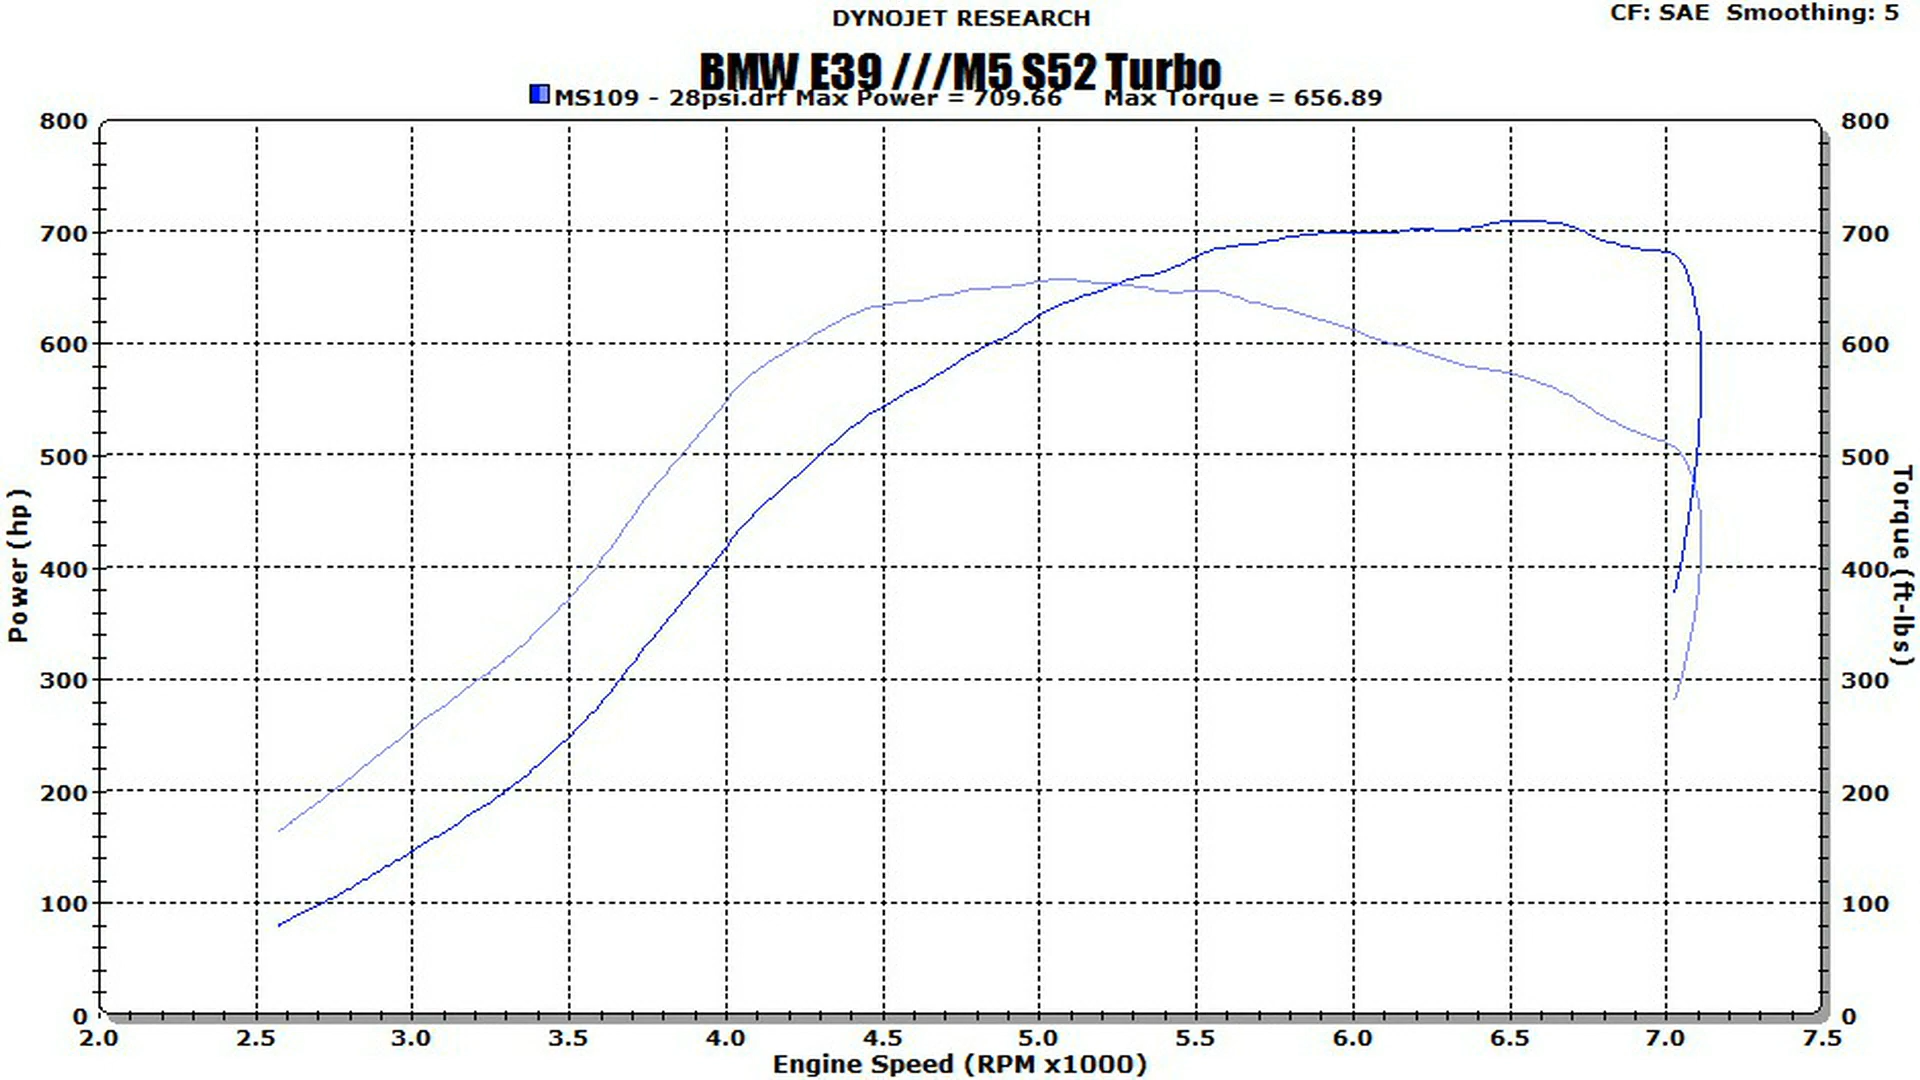 DYNOJET RESEARCH
CF: SAE Smoothing: 5
BMW E39 ///M5 S52 Turbo
MS109 - 28psi.drf Max Power = 709.66 Max Torque = 656.89
800
700
600
500
400
300
200
100
0
Power (hp)
800
700
600
500
400
300
200
100
0
Torque (ft-lbs)
2.0 2.5 3.0 3.5 4.0 4.5 5.0 5.5 6.0 6.5 7.0 7.5
Engine Speed (RPM x1000)